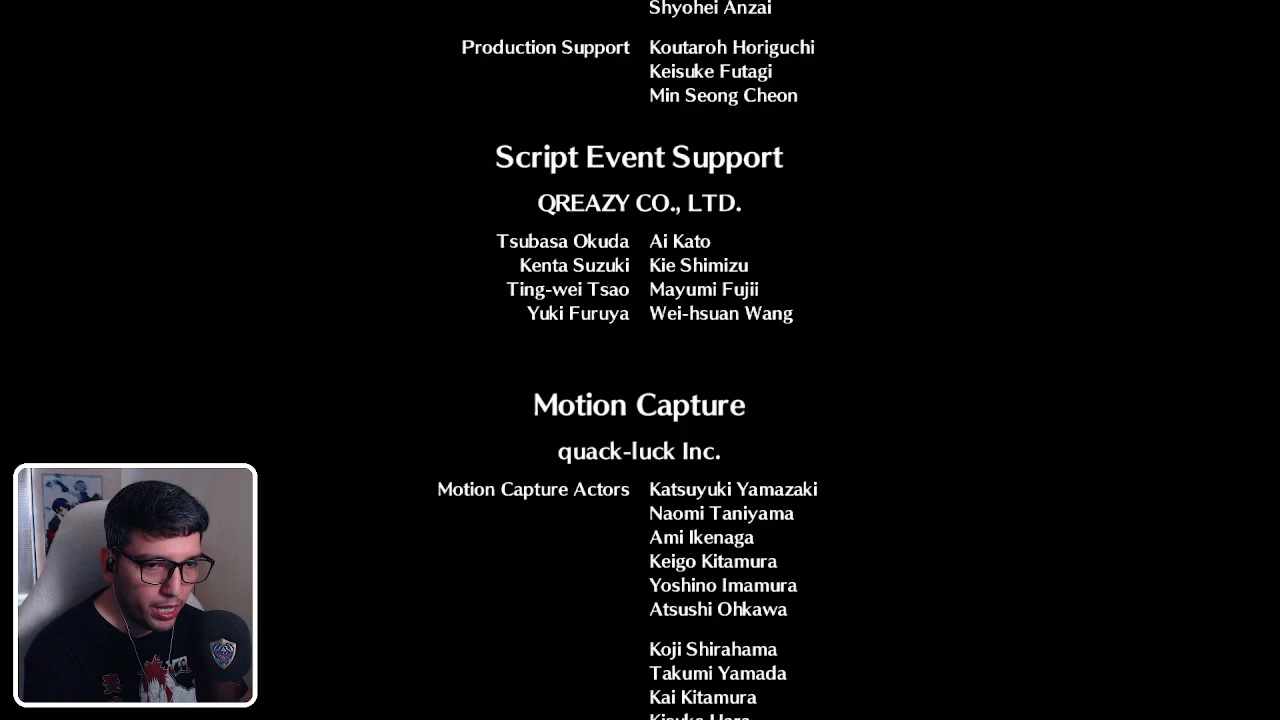 Shyohei Anzai
Production Support Koutaroh Horiguchi
Keisuke Futagi
Min Seong Cheon
Script Event Support
QREAZY CO., LTD.
Tsubasa Okuda Ai Kato
Kenta Suzuki Kie Shimizu
Ting-wei Tsao Mayumi Fujii
Yuki Furuya Wei-hsuan Wang
Motion Capture
quack-luck Inc.
Motion Capture Actors Katsuyuki Yamazaki
Naomi Taniyama
Ami Ikenaga
Keigo Kitamura
Yoshino Imamura
Atsushi Ohkawa
Koji Shirahama
Takumi Yamada
Kai Kitamura